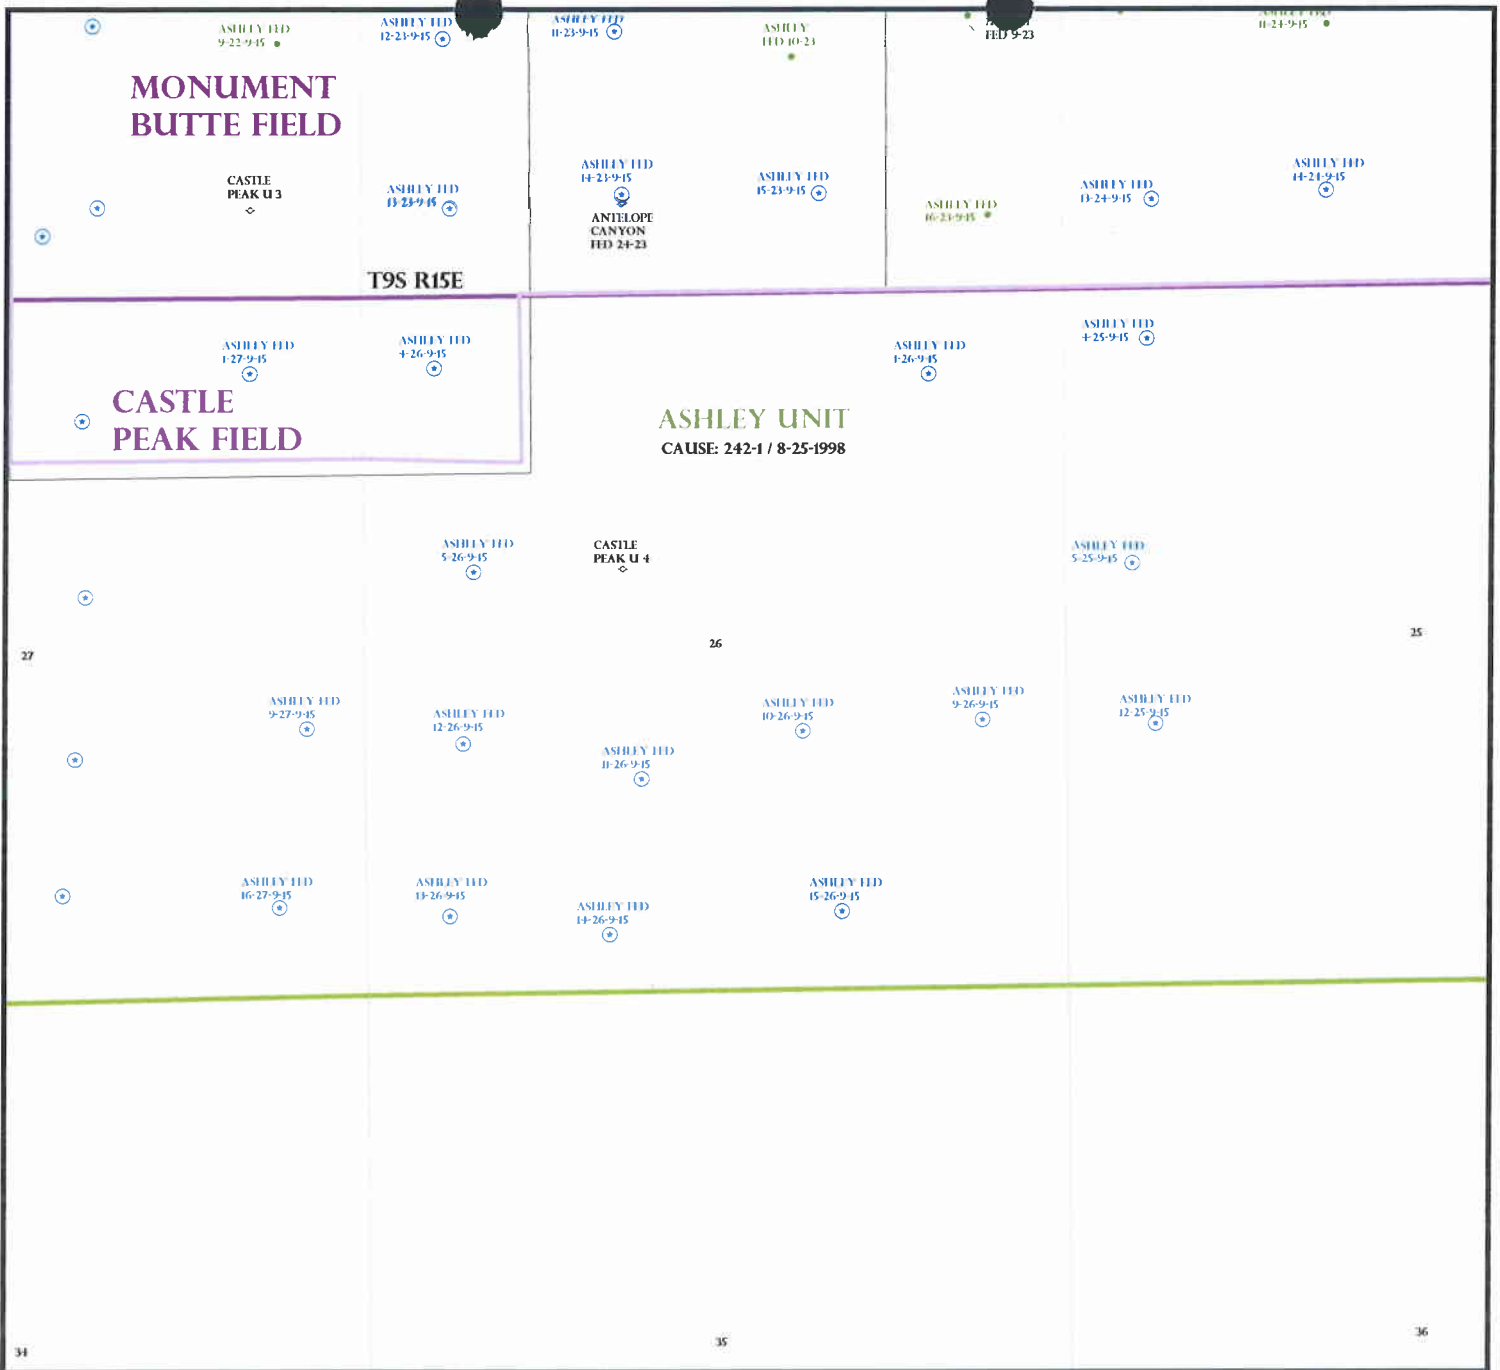 ASHLEY FED
9-22-9-15
ASHLEY FED
12-23-9-15
ASHLEY FED
11-23-9-15
ASHLEY
FED 10-23
FED 9-23
11-24-9-15
MONUMENT
BUTTE FIELD
CASTLE
PEAK U 3
ASHLEY FED
13-23-9-15
ASHLEY FED
14-23-9-15
ANTELOPE
CANYON
FED 24-23
ASHLEY FED
15-23-9-15
ASHLEY FED
16-23-9-15
ASHLEY FED
13-24-9-15
ASHLEY FED
14-24-9-15
T9S R15E
ASHLEY FED
1-27-9-15
ASHLEY FED
4-26-9-15
ASHLEY FED
1-26-9-15
ASHLEY FED
4-25-9-15
CASTLE
PEAK FIELD
ASHLEY UNIT
CAUSE: 242-1 / 8-25-1998
ASHLEY FED
5-26-9-15
CASTLE
PEAK U 4
ASHLEY FED
5-25-9-15
27
26
25
ASHLEY FED
9-27-9-15
ASHLEY FED
12-26-9-15
ASHLEY FED
11-26-9-15
ASHLEY FED
10-26-9-15
ASHLEY FED
9-26-9-15
ASHLEY FED
12-25-9-15
ASHLEY FED
16-27-9-15
ASHLEY FED
13-26-9-15
ASHLEY FED
14-26-9-15
ASHLEY FED
15-26-9-15
34
35
36